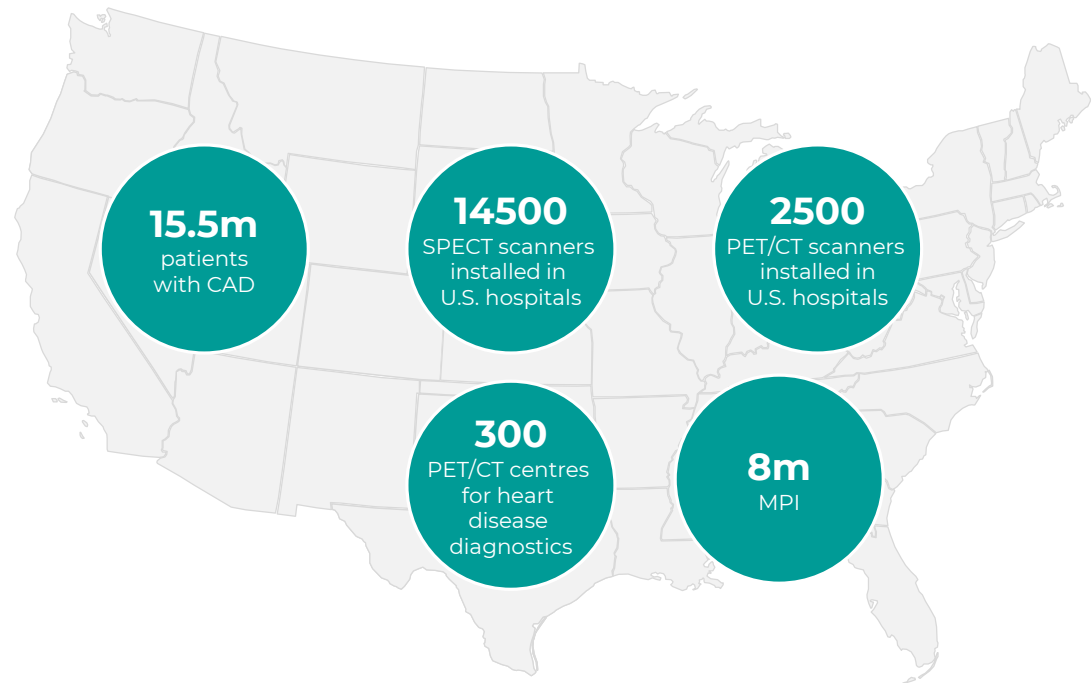 15.5m
patients
with CAD
14500
SPECT scanners
installed in
U.S. hospitals
2500
PET/CT scanners
installed in
U.S. hospitals
300
PET/CT centres
for heart
disease
diagnostics
8m
MPI